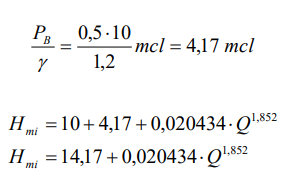 P_B/γ = 0,5·10/1,2 mcl = 4,17 mcl
H_mi = 10 + 4,17 + 0,020434· Q^1,852
H_mi = 14,17 + 0,020434· Q^1,852